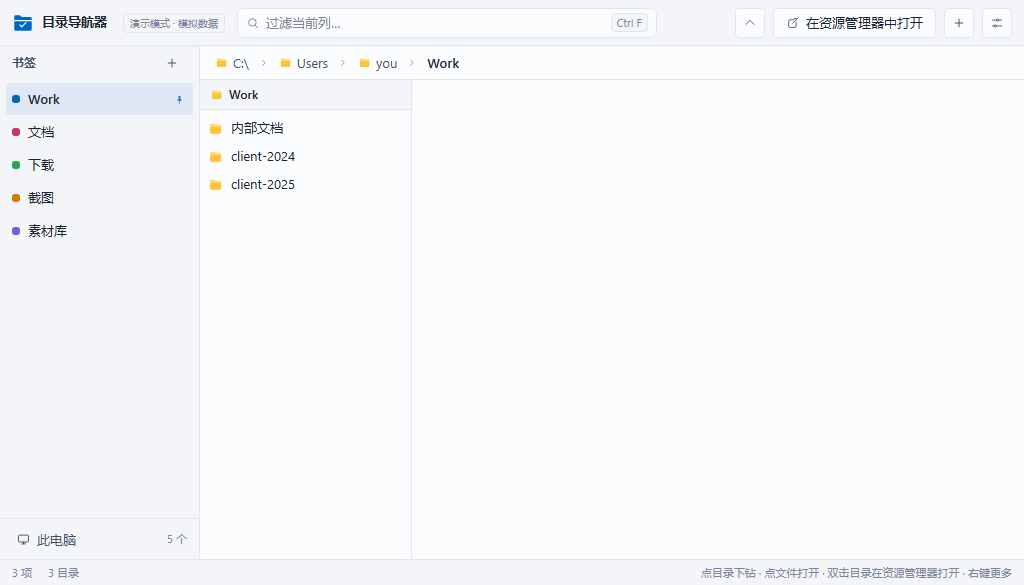 目录导航器 演示模式 · 模拟数据 过滤当前列... Ctrl F 在资源管理器中打开
书签
C:\ Users you Work
Work
文档
下载
截图
素材库
Work
内部文档
client-2024
client-2025
此电脑 5 个
3 项 3 目录 点目录下钻 · 点文件打开 · 双击目录在资源管理器打开 · 右键更多